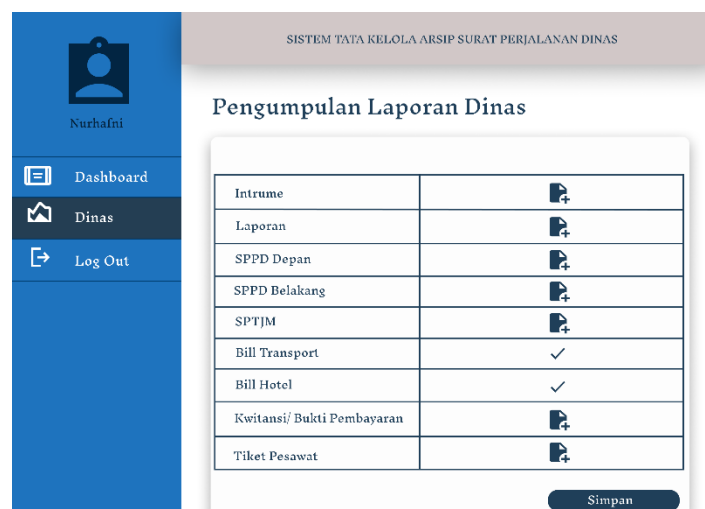 SISTEM TATA KELOLA ARSIP SURAT PERJALANAN DINAS
Nurhafni
Dashboard
Dinas
Log Out
Pengumpulan Laporan Dinas
Intrume
Laporan
SPPD Depan
SPPD Belakang
SPTJM
Bill Transport
Bill Hotel
Kwitansi/ Bukti Pembayaran
Tiket Pesawat
Simpan